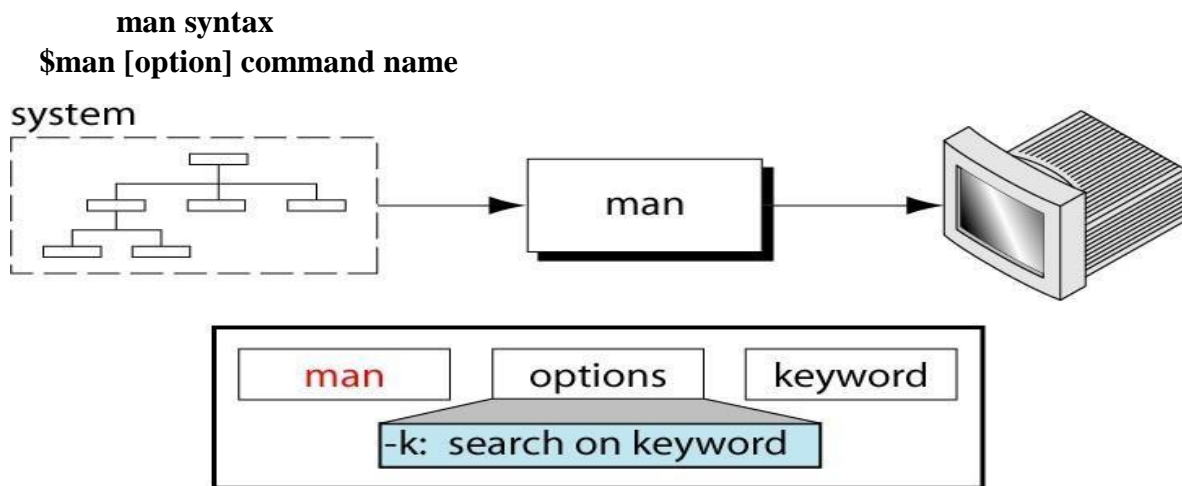 man syntax
$man [option] command name
system
man
man options keyword
-k: search on keyword